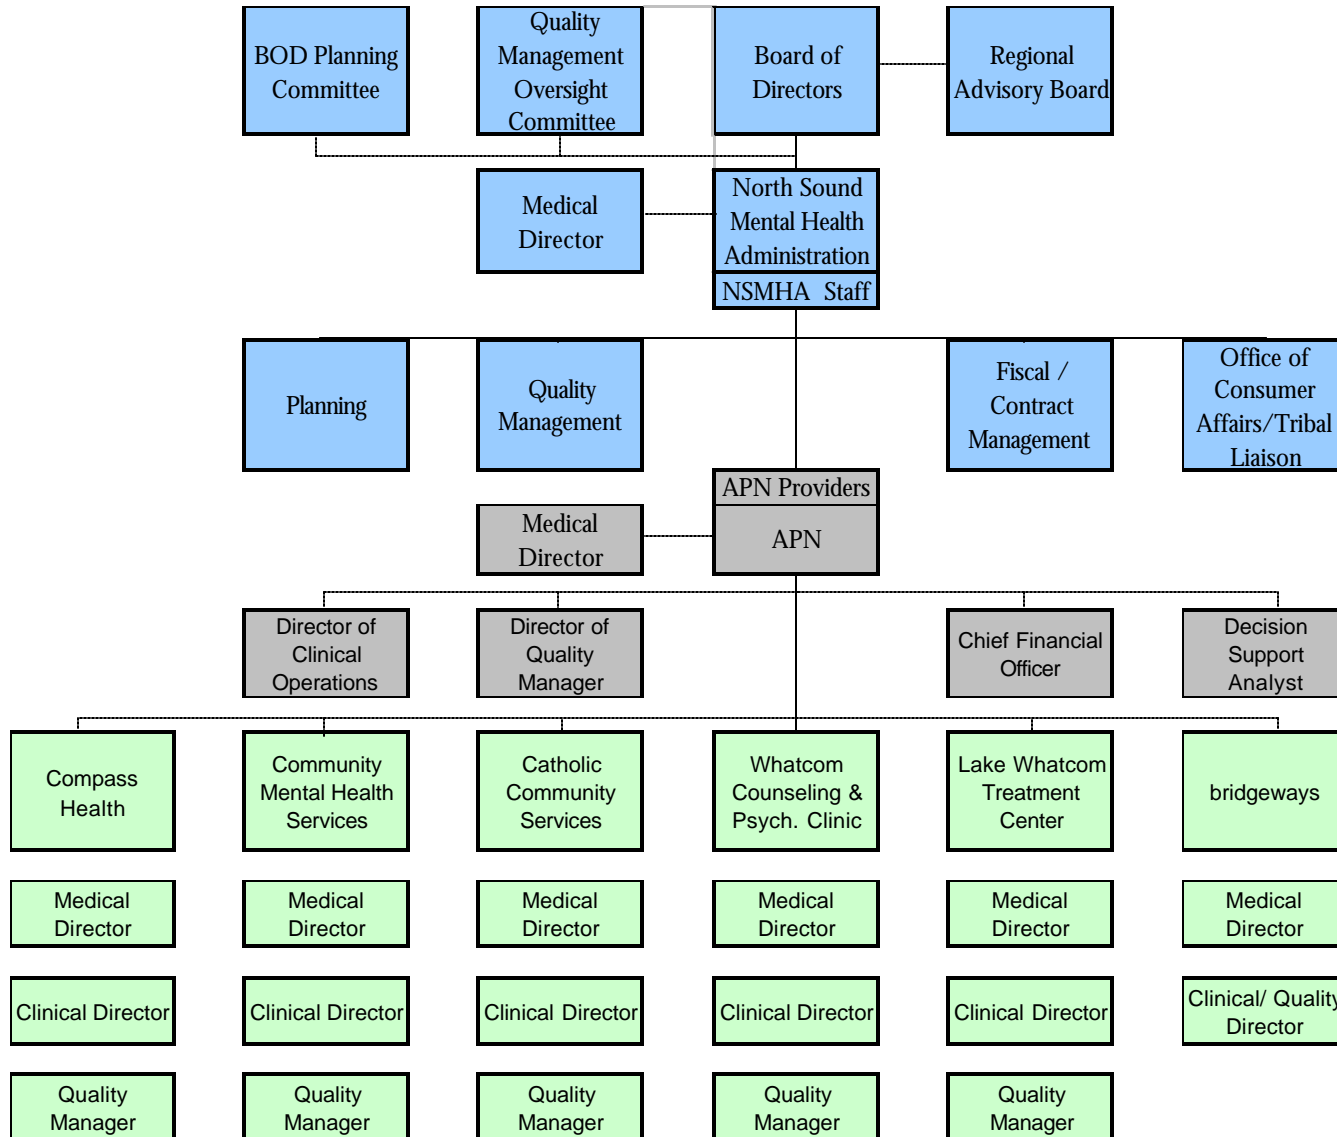 BOD Planning
Committee
Quality
Management
Oversight
Committee
Board of
Directors
Regional
Advisory Board
Medical
Director
North Sound
Mental Health
Administration
NSMHA Staff
Planning
Quality
Management
Fiscal /
Contract
Management
Office of
Consumer
Affairs/Tribal
Liaison
APN Providers
APN
Medical
Director
Director of
Clinical
Operations
Director of
Quality
Manager
Chief Financial
Officer
Decision
Support
Analyst
Compass
Health
Community
Mental Health
Services
Catholic
Community
Services
Whatcom
Counseling &
Psych. Clinic
Lake Whatcom
Treatment
Center
bridgeways
Medical
Director
Medical
Director
Medical
Director
Medical
Director
Medical
Director
Medical
Director
Clinical Director
Clinical Director
Clinical Director
Clinical Director
Clinical Director
Clinical/ Quality
Director
Quality
Manager
Quality
Manager
Quality
Manager
Quality
Manager
Quality
Manager